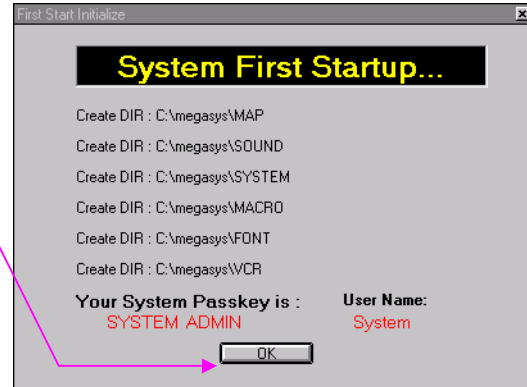 First Start Initialize
System First Startup...
Create DIR : C:\megasys\MAP
Create DIR : C:\megasys\SOUND
Create DIR : C:\megasys\SYSTEM
Create DIR : C:\megasys\MACRO
Create DIR : C:\megasys\FONT
Create DIR : C:\megasys\VCR
Your System Passkey is : User Name:
SYSTEM ADMIN System
OK